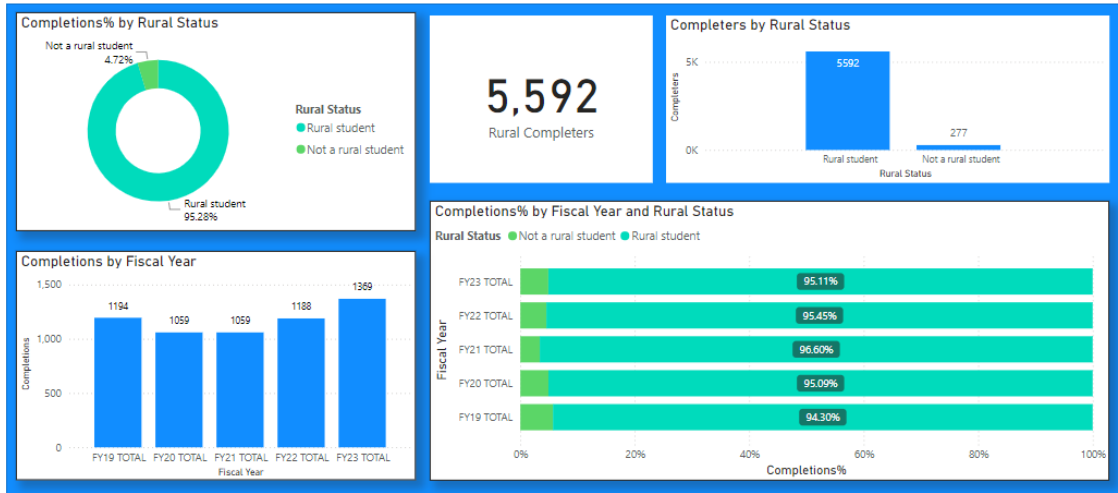 Completions% by Rural Status
Not a rural student
4.72%
Rural Status
Rural student
Not a rural student
Rural student
95.28%
5,592
Rural Completers
Completers by Rural Status
Completers
5K
0K
5592
277
Rural student
Not a rural student
Rural Status
Completions by Fiscal Year
Completions
1,500
1,000
500
0
1194
1059
1059
1188
1369
FY19 TOTAL FY20 TOTAL FY21 TOTAL FY22 TOTAL FY23 TOTAL
Fiscal Year
Completions% by Fiscal Year and Rural Status
Rural Status Not a rural student Rural student
Fiscal Year
FY23 TOTAL 95.11%
FY22 TOTAL 95.45%
FY21 TOTAL 96.60%
FY20 TOTAL 95.09%
FY19 TOTAL 94.30%
0% 20% 40% 60% 80% 100%
Completions%